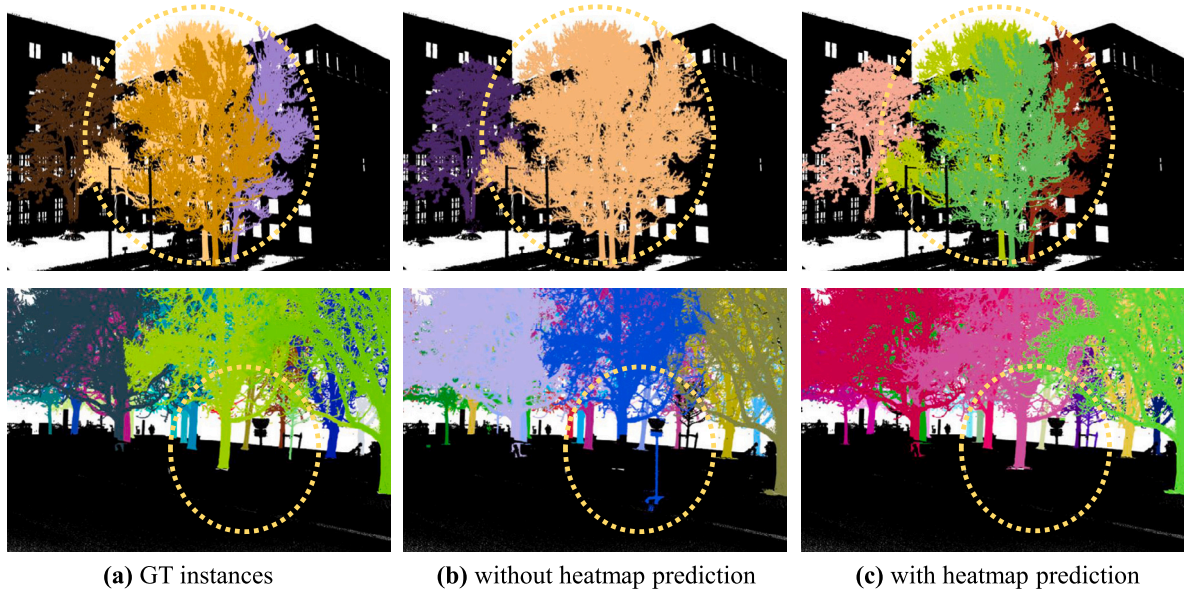 (a) GT instances
(b) without heatmap prediction
(c) with heatmap prediction